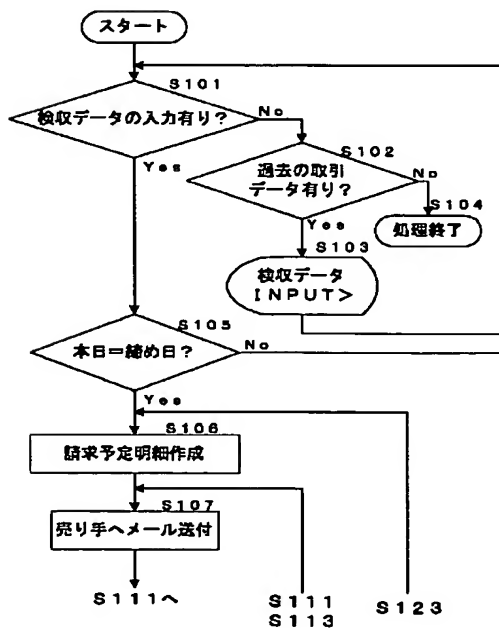 スタート
S101
検収データの入力有り？
No
Yes
S102
過去の取引
データ有り？
No
Yes
S104
処理終了
S103
検収データ
INPUT＞
S105
本日＝締め日？
No
Yes
S106
請求予定明細作成
S107
売り手へメール送付
S111へ
S111
S113
S123